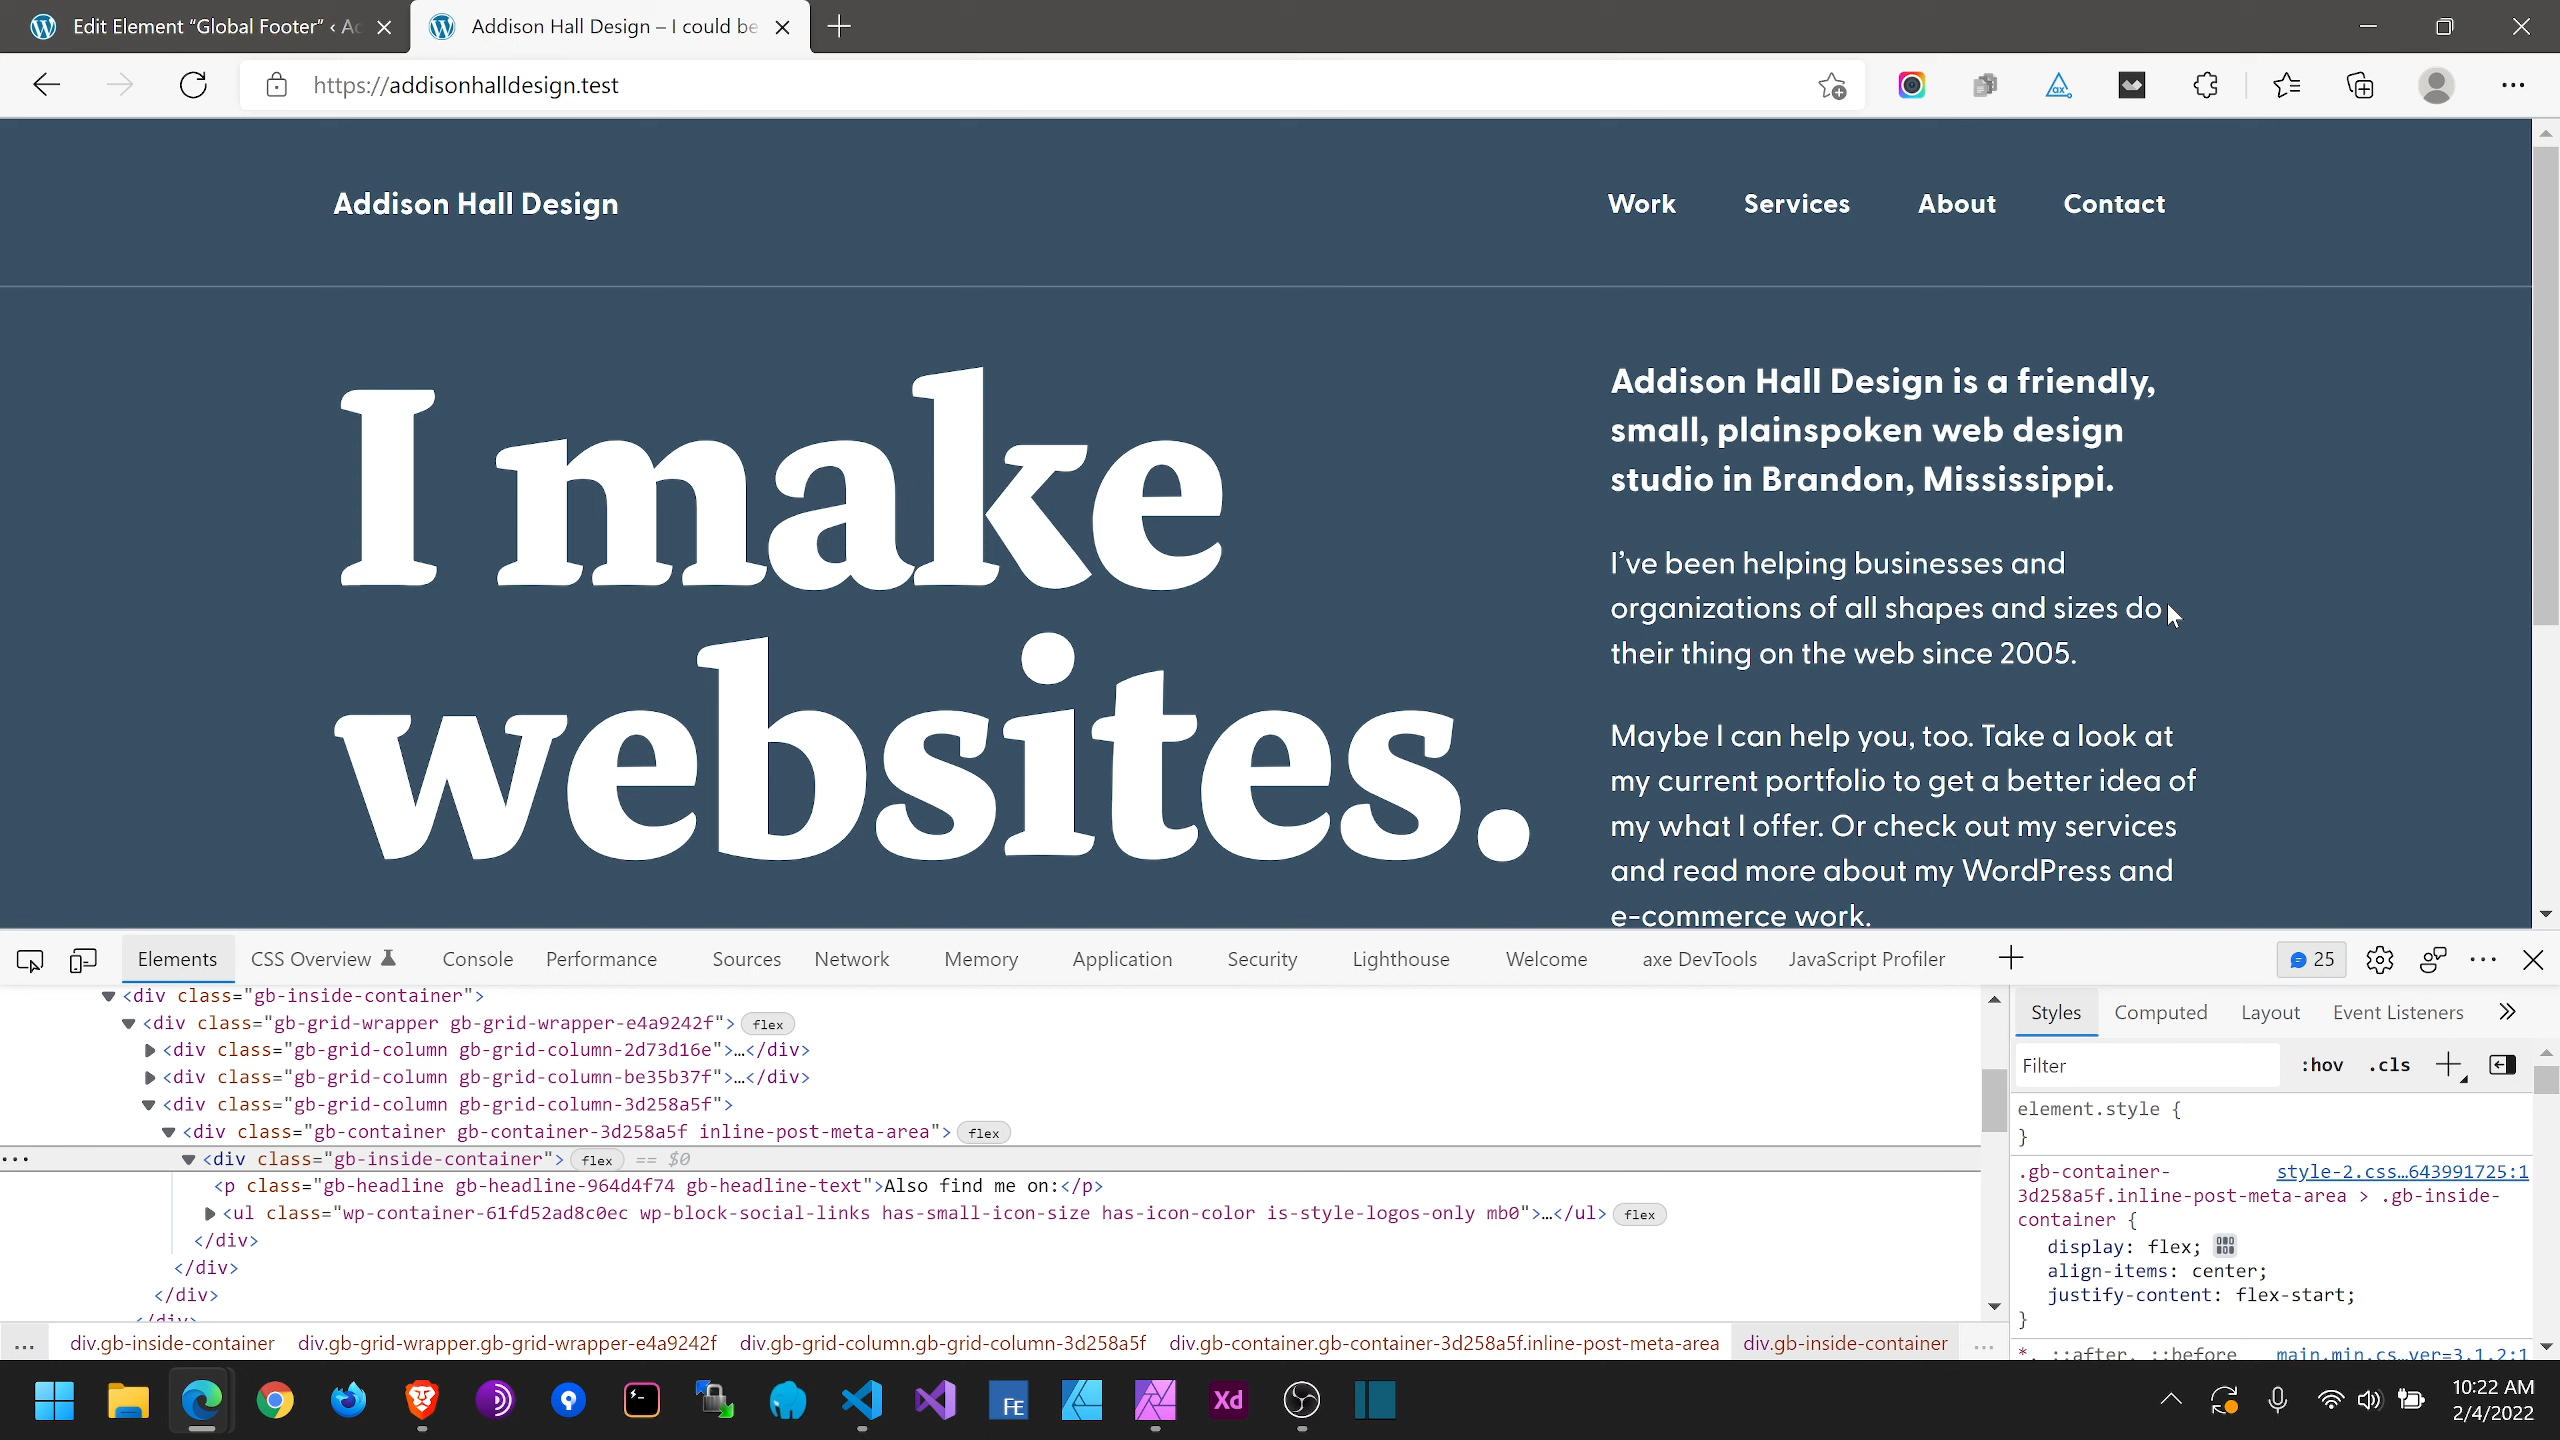 Edit Element “Global Footer” ‹ Ac
Addison Hall Design – I could be
https://addisonhalldesign.test
Addison Hall Design
Work
Services
About
Contact
I make
websites.
Addison Hall Design is a friendly,
small, plainspoken web design
studio in Brandon, Mississippi.
I’ve been helping businesses and
organizations of all shapes and sizes do
their thing on the web since 2005.
Maybe I can help you, too. Take a look at
my current portfolio to get a better idea of
my what I offer. Or check out my services
and read more about my WordPress and
e-commerce work.
Elements
CSS Overview
Console
Performance
Sources
Network
Memory
Application
Security
Lighthouse
Welcome
axe DevTools
JavaScript Profiler
25
<div class="gb-inside-container">
<div class="gb-grid-wrapper gb-grid-wrapper-e4a9242f"> flex
<div class="gb-grid-column gb-grid-column-2d73d16e">…</div>
<div class="gb-grid-column gb-grid-column-be35b37f">…</div>
<div class="gb-grid-column gb-grid-column-3d258a5f">
<div class="gb-container gb-container-3d258a5f inline-post-meta-area"> flex
<div class="gb-inside-container"> flex == $0
<p class="gb-headline gb-headline-964d4f74 gb-headline-text">Also find me on:</p>
<ul class="wp-container-61fd52ad8c0ec wp-block-social-links has-small-icon-size has-icon-color is-style-logos-only mb0">…</ul> flex
</div>
</div>
</div>
</div>
... div.gb-inside-container div.gb-grid-wrapper.gb-grid-wrapper-e4a9242f div.gb-grid-column.gb-grid-column-3d258a5f div.gb-container.gb-container-3d258a5f.inline-post-meta-area div.gb-inside-container ...
Styles
Computed
Layout
Event Listeners
Filter
:hov
.cls
element.style {
}
.gb-container- style-2.css…643991725:1
3d258a5f.inline-post-meta-area > .gb-inside-
container {
display: flex;
align-items: center;
justify-content: flex-start;
}
*, ::after, ::before main.min.cs…ver=3.1.2:1
FE
Xd
10:22 AM
2/4/2022